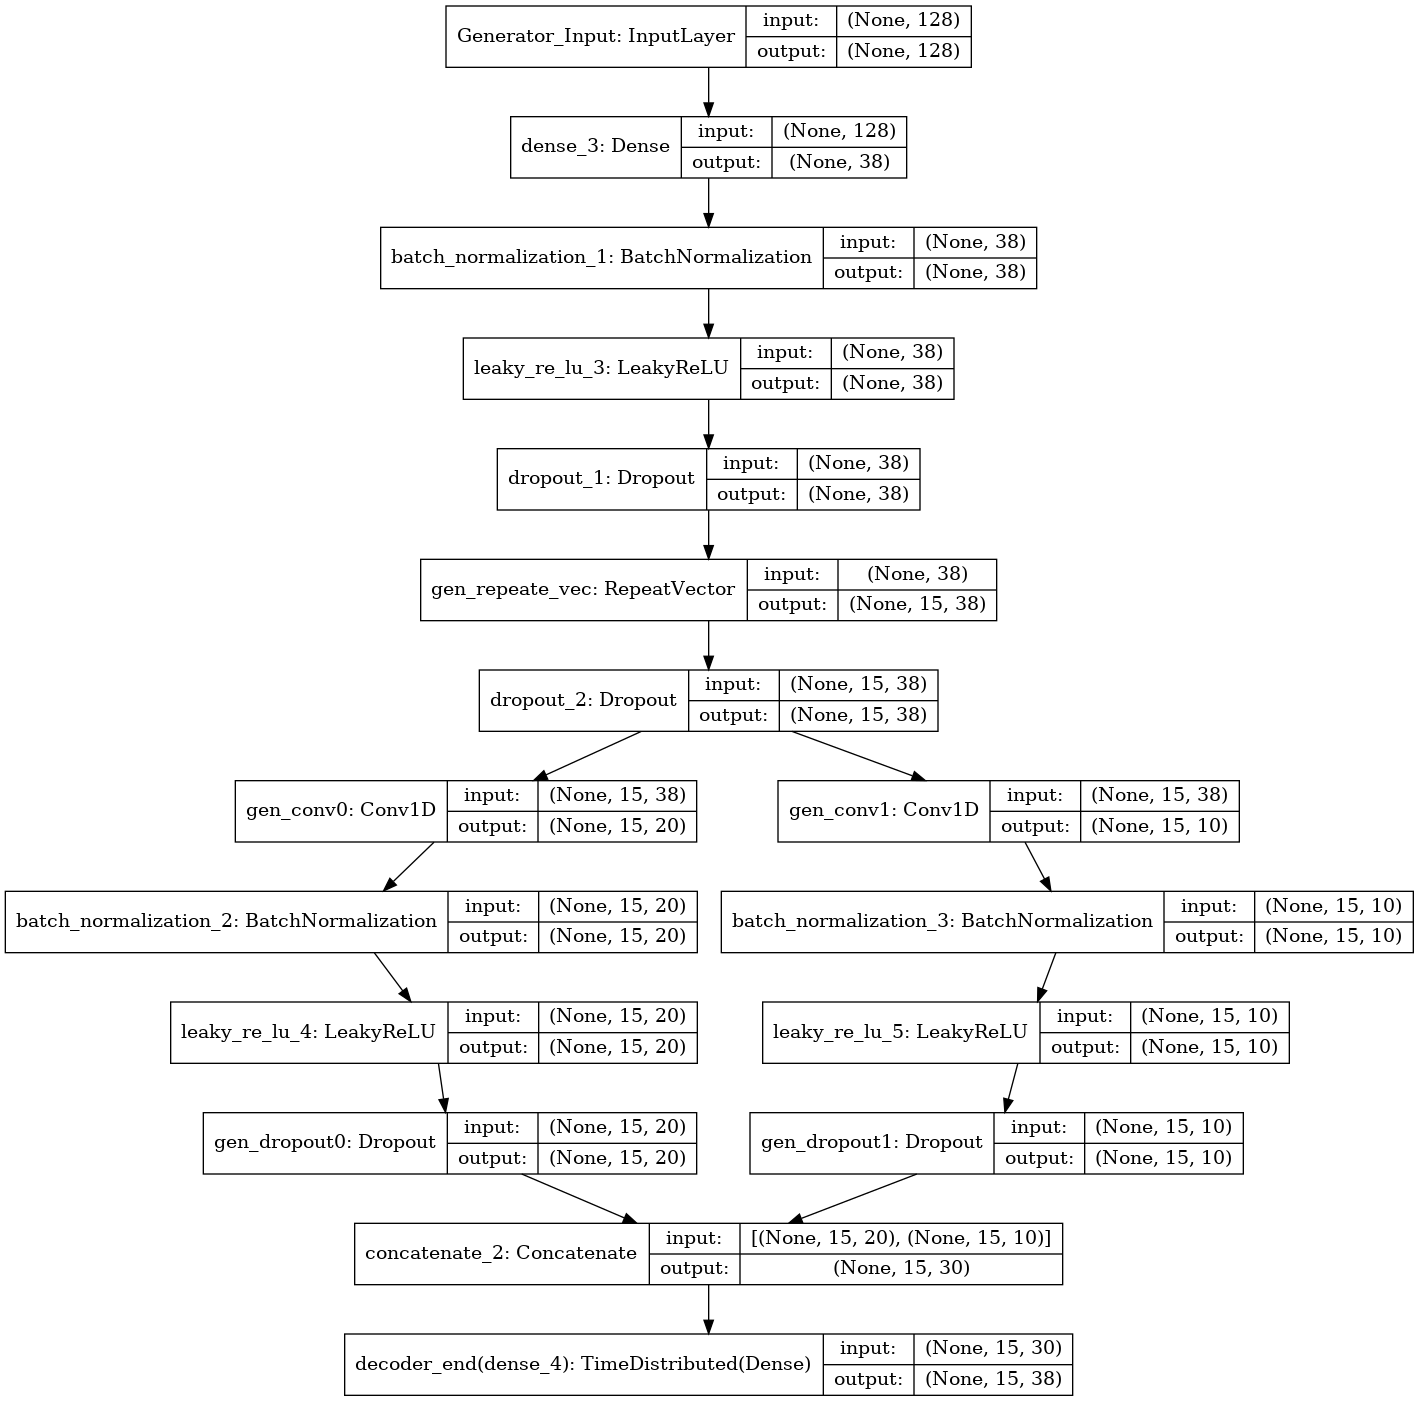 Generator_Input: InputLayer
input: (None, 128)
output: (None, 128)
dense_3: Dense
input: (None, 128)
output: (None, 38)
batch_normalization_1: BatchNormalization
input: (None, 38)
output: (None, 38)
leaky_re_lu_3: LeakyReLU
input: (None, 38)
output: (None, 38)
dropout_1: Dropout
input: (None, 38)
output: (None, 38)
gen_repeate_vec: RepeatVector
input: (None, 38)
output: (None, 15, 38)
dropout_2: Dropout
input: (None, 15, 38)
output: (None, 15, 38)
gen_conv0: Conv1D
input: (None, 15, 38)
output: (None, 15, 20)
gen_conv1: Conv1D
input: (None, 15, 38)
output: (None, 15, 10)
batch_normalization_2: BatchNormalization
input: (None, 15, 20)
output: (None, 15, 20)
batch_normalization_3: BatchNormalization
input: (None, 15, 10)
output: (None, 15, 10)
leaky_re_lu_4: LeakyReLU
input: (None, 15, 20)
output: (None, 15, 20)
leaky_re_lu_5: LeakyReLU
input: (None, 15, 10)
output: (None, 15, 10)
gen_dropout0: Dropout
input: (None, 15, 20)
output: (None, 15, 20)
gen_dropout1: Dropout
input: (None, 15, 10)
output: (None, 15, 10)
concatenate_2: Concatenate
input: [(None, 15, 20), (None, 15, 10)]
output: (None, 15, 30)
decoder_end(dense_4): TimeDistributed(Dense)
input: (None, 15, 30)
output: (None, 15, 38)